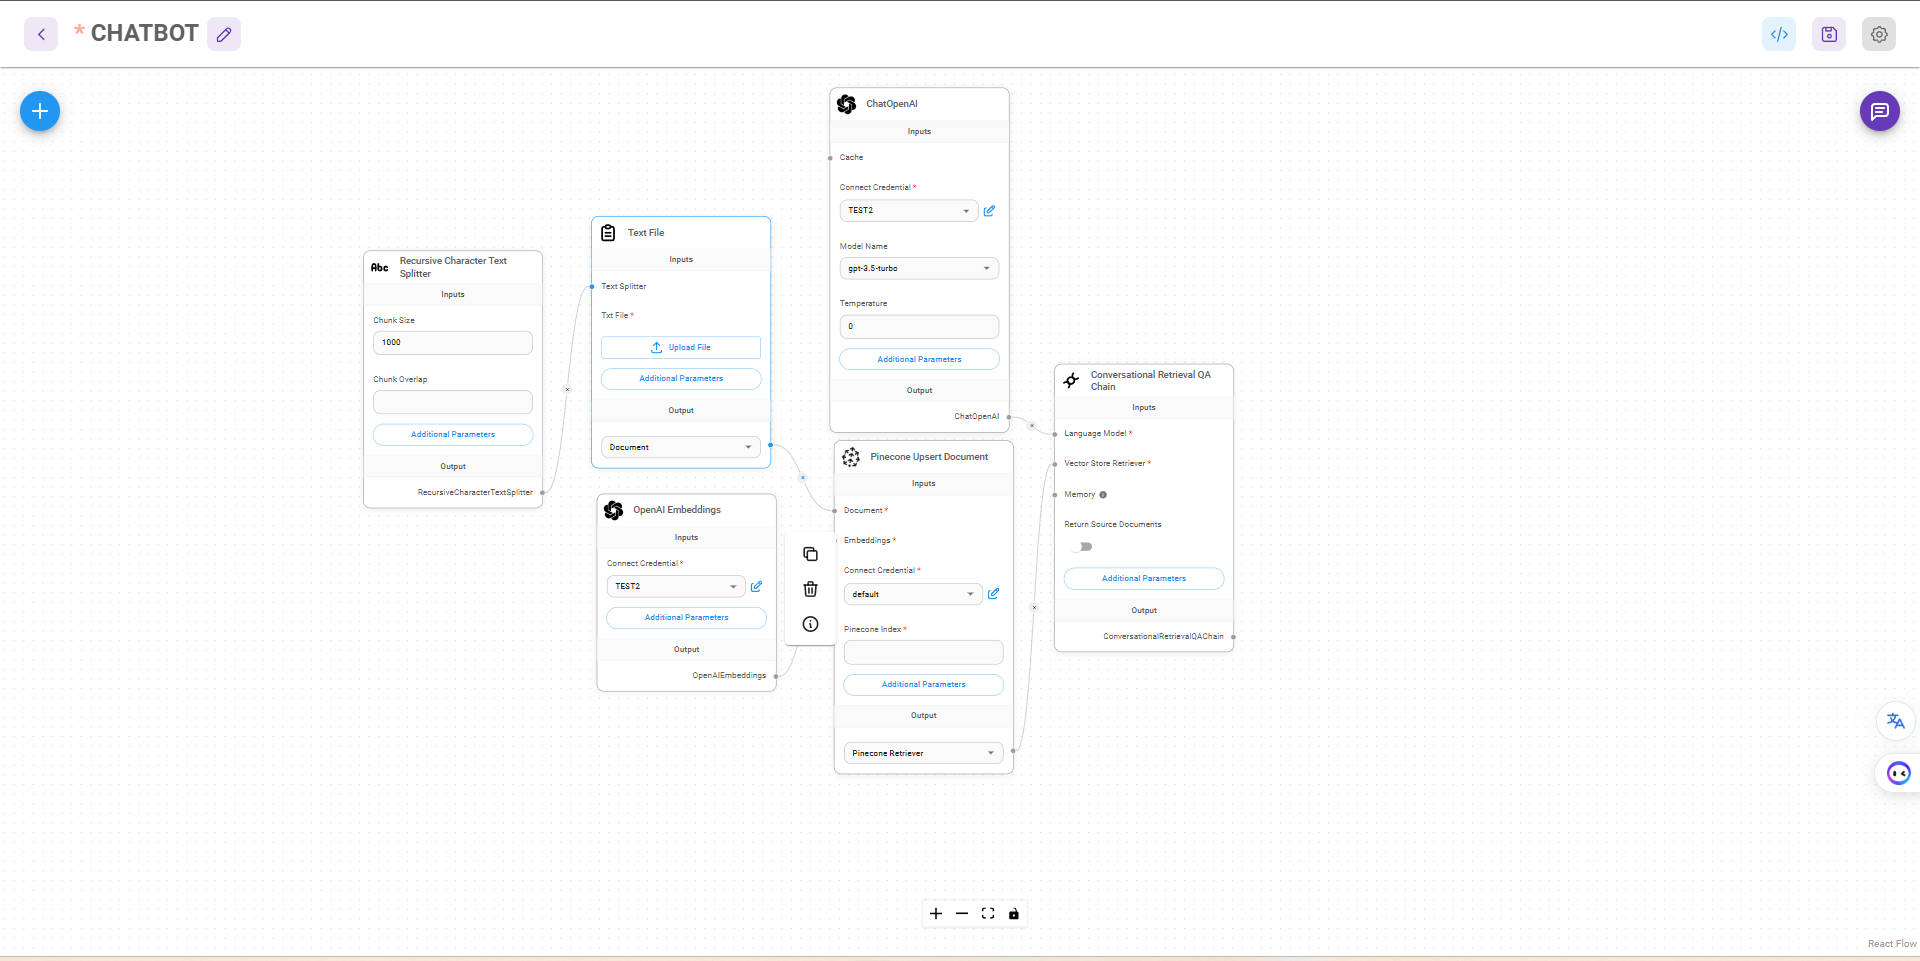 * CHATBOT
Abc
Recursive Character Text
Splitter
Inputs
Chunk Size
1000
Chunk Overlap
Additional Parameters
Output
RecursiveCharacterTextSplitter
Text File
Inputs
Text Splitter
Txt File *
Upload File
Additional Parameters
Output
Document
OpenAI Embeddings
Inputs
Connect Credential *
TEST2
Additional Parameters
Output
OpenAIEmbeddings
ChatOpenAI
Inputs
Cache
Connect Credential *
TEST2
Model Name
gpt-3.5-turbo
Temperature
0
Additional Parameters
Output
ChatOpenAI
Pinecone Upsert Document
Inputs
Document *
Embeddings *
Connect Credential *
default
Pinecone Index *
Additional Parameters
Output
Pinecone Retriever
Conversational Retrieval QA
Chain
Inputs
Language Model *
Vector Store Retriever *
Memory
Return Source Documents
Additional Parameters
Output
ConversationalRetrievalQAChain
React Flow